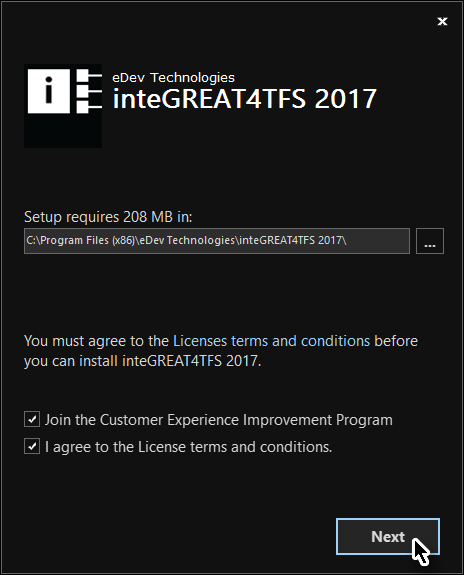 eDev Technologies
inteGREAT4TFS 2017
Setup requires 208 MB in:
C:\Program Files (x86)\eDev Technologies\inteGREAT4TFS 2017\
...
You must agree to the Licenses terms and conditions before
you can install inteGREAT4TFS 2017.
Join the Customer Experience Improvement Program
I agree to the License terms and conditions.
Next